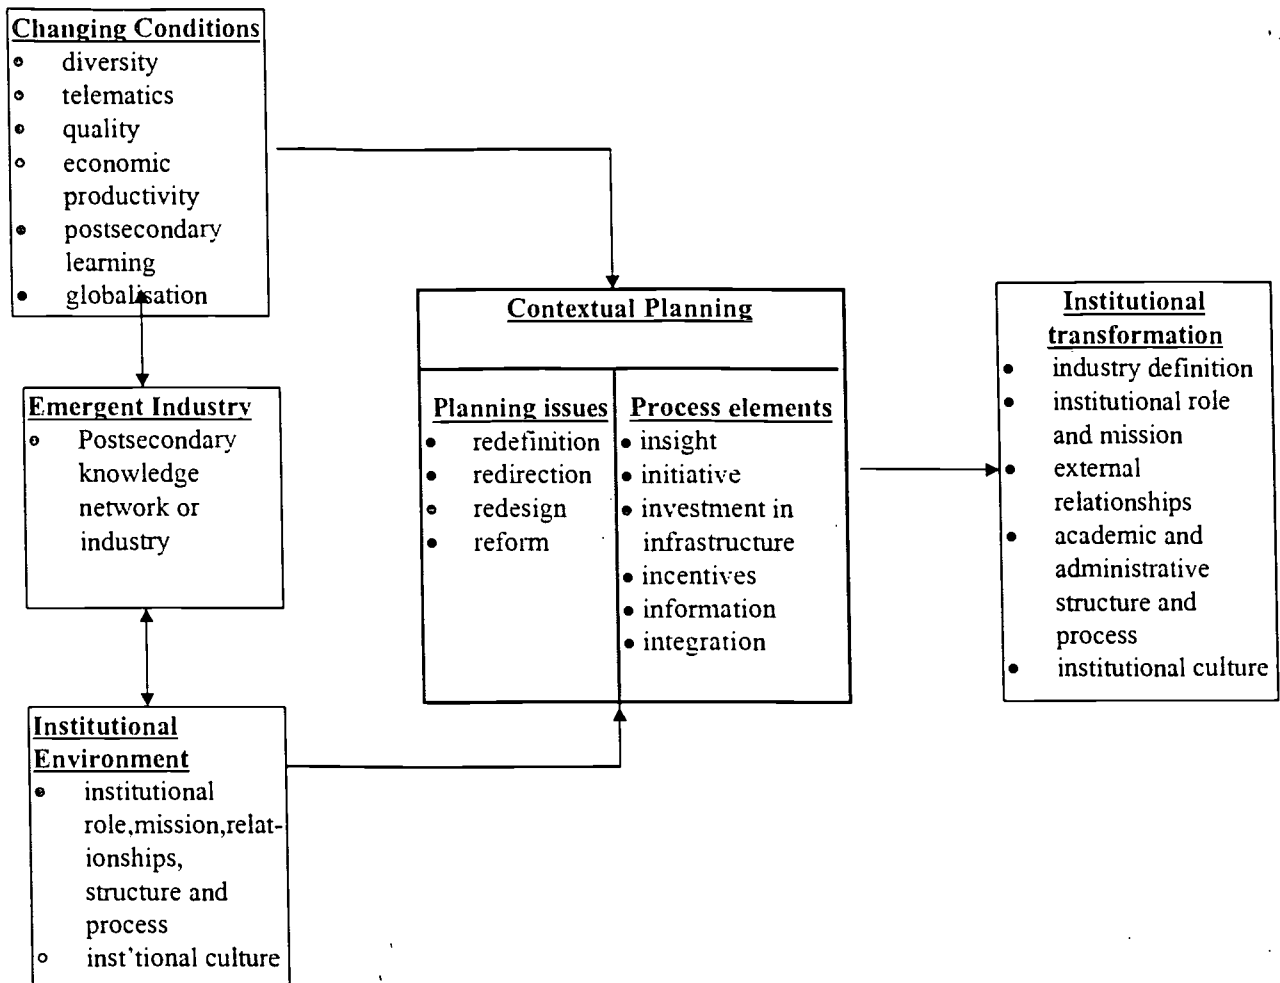 Changing Conditions
• diversity
• telematics
• quality
• economic
productivity
• postsecondary
learning
• globalisation
Emergent Industry
• Postsecondary
knowledge
network or
industry
Institutional
Environment
• institutional
role,mission,relat-
ionships,
structure and
process
• inst'tional culture
Contextual Planning
Planning issues
• redefinition
• redirection
• redesign
• reform
Process elements
• insight
• initiative
• investment in
infrastructure
• incentives
• information
• integration
Institutional
transformation
• industry definition
• institutional role
and mission
• external
relationships
• academic and
administrative
structure and
process
• institutional culture